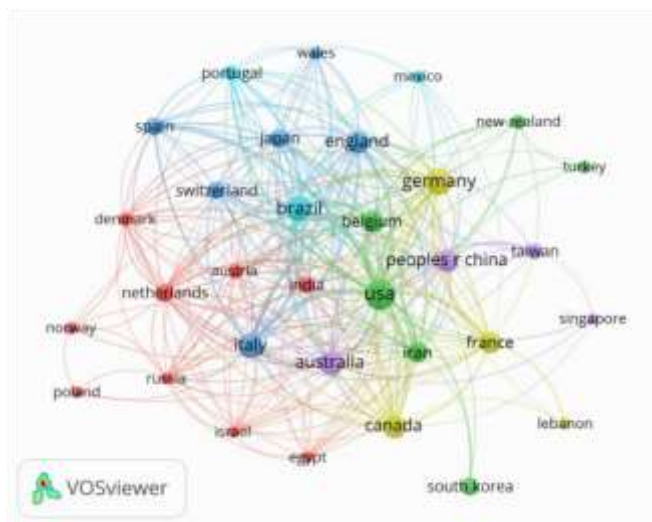 wales
portugal
mexico
new zealand
spain
japan
england
turkey
germany
switzerland
brazil
denmark
belgium
peoples r china
taiwan
austria
india
netherlands
usa
singapore
norway
italy
iran
france
australia
russia
poland
canada
lebanon
israel
egypt
south korea
VOSviewer